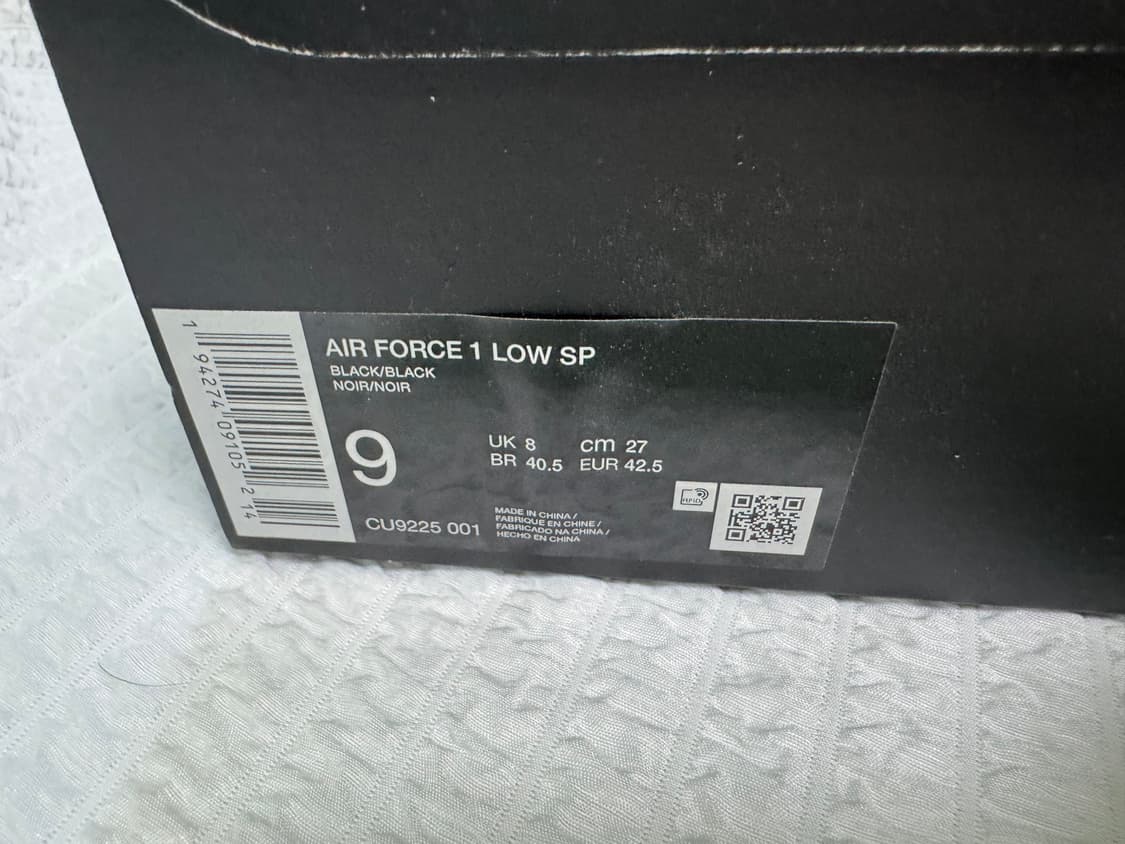 AIR FORCE 1 LOW SP
BLACK/BLACK
NOIR/NOIR
9
UK 8 cm 27
BR 40.5 EUR 42.5
CU9225 001
MADE IN CHINA /
FABRIQUE EN CHINE /
FABRICADO NA CHINA /
HECHO EN CHINA
RFID
1 94274 09105 2 14